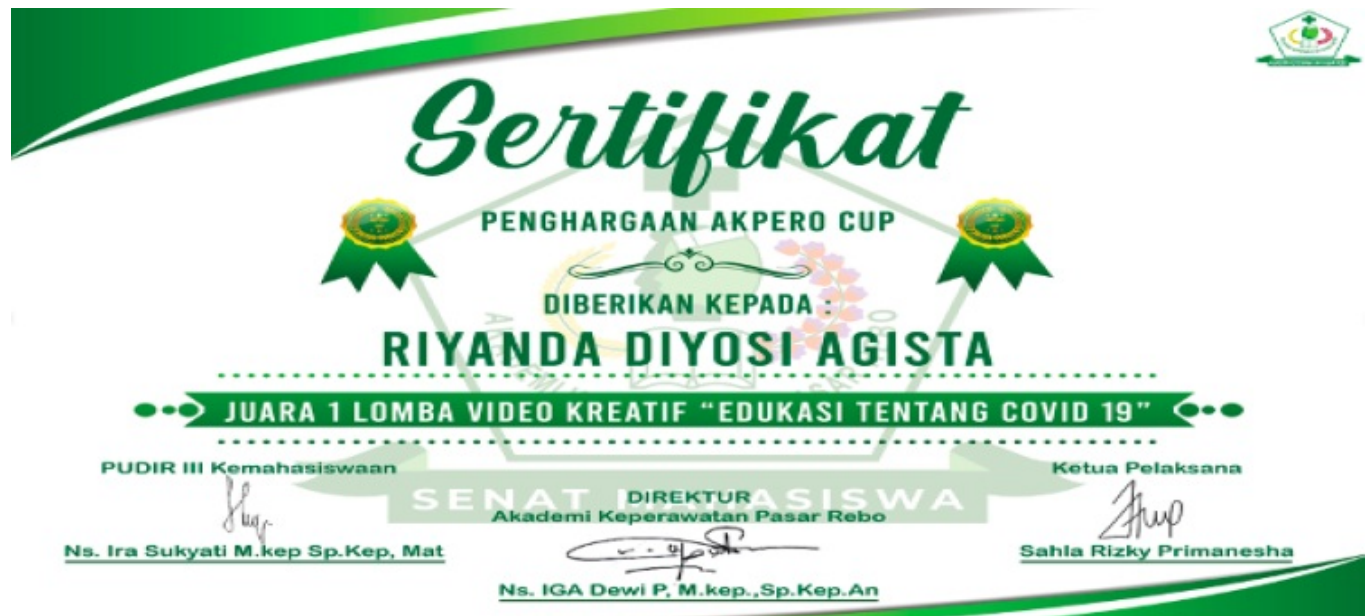 Sertifikat
PENGHARGAAN AKPERO CUP
DIBERIKAN KEPADA :
RIYANDA DIYOSI AGISTA
JUARA 1 LOMBA VIDEO KREATIF “EDUKASI TENTANG COVID 19”
PUDIR III Kemahasiswaan
Ns. Ira Sukyati M.kep Sp.Kep, Mat
SENAT MAHASISWA
DIREKTUR
Akademi Keperawatan Pasar Rebo
Ns. IGA Dewi P, M.kep.,Sp.Kep.An
Ketua Pelaksana
Sahla Rizky Primanesha